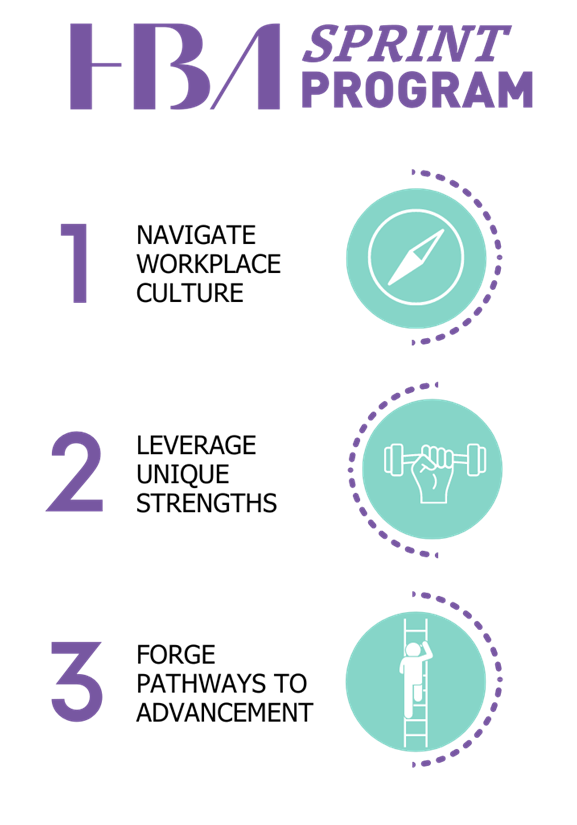 HBA SPRINT
PROGRAM
1 NAVIGATE
WORKPLACE
CULTURE
2 LEVERAGE
UNIQUE
STRENGTHS
3 FORGE
PATHWAYS TO
ADVANCEMENT